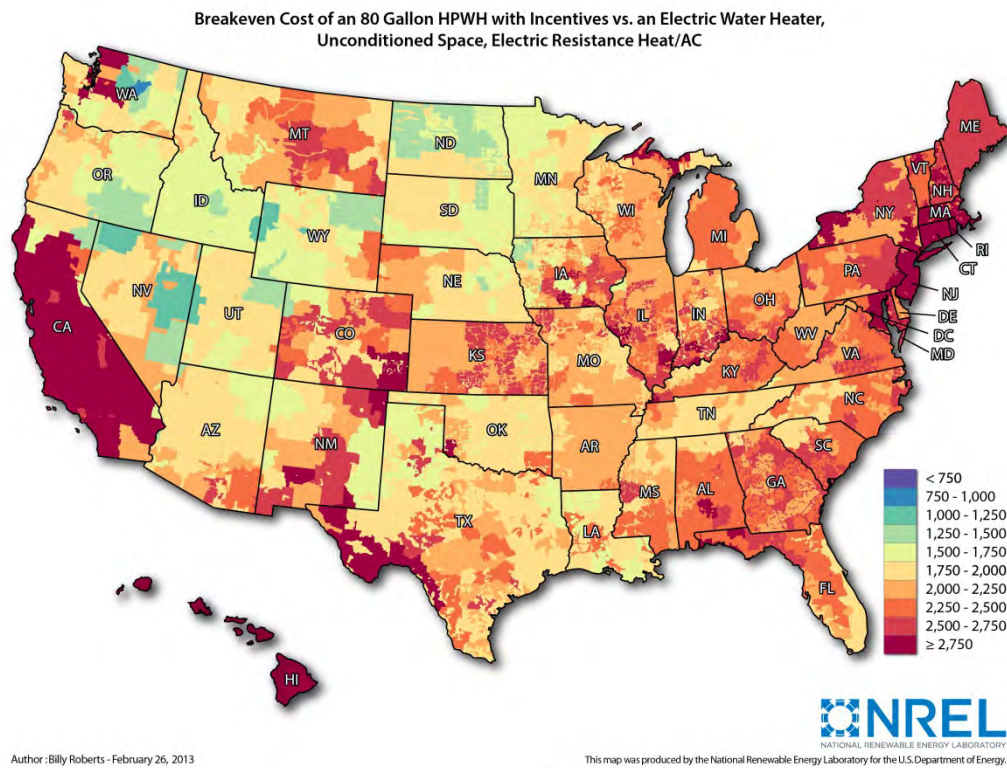 Breakeven Cost of an 80 Gallon HPWH with Incentives vs. an Electric Water Heater,
Unconditioned Space, Electric Resistance Heat/AC
WA
MT
ND
ME
OR
ID
MN
VT
NH
SD
WI
NY
MA
WY
MI
RI
CT
IA
PA
NE
NJ
NV
OH
DE
UT
IL
IN
DC
CA
CO
WV
MD
KS
MO
VA
KY
NC
TN
AZ
OK
NM
AR
SC
MS
AL
GA
TX
LA
FL
HI
< 750
750 - 1,000
1,000 - 1,250
1,250 - 1,500
1,500 - 1,750
1,750 - 2,000
2,000 - 2,250
2,250 - 2,500
2,500 - 2,750
≥ 2,750
NREL
NATIONAL RENEWABLE ENERGY LABORATORY
Author : Billy Roberts - February 26, 2013
This map was produced by the National Renewable Energy Laboratory for the U.S. Department of Energy.